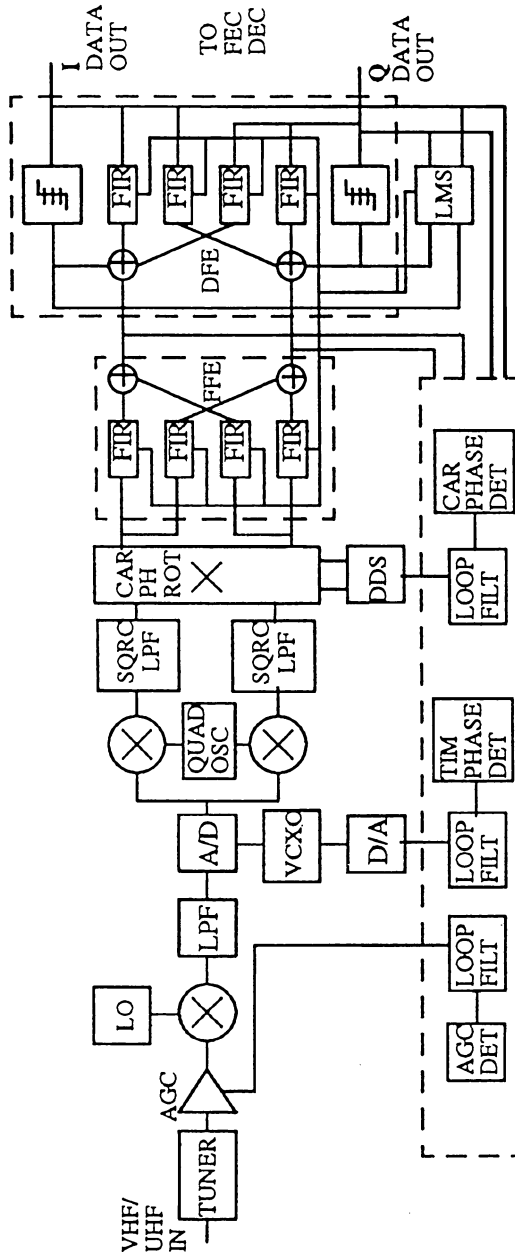 VHF/
UHF
IN
TUNER
AGC
LO
LPF
A/D
VCXO
D/A
QUAD
OSC
SQRC
LPF
SQRC
LPF
CAR
PH
ROT
DDS
FIR
FIR
FIR
FIR
FFE
DFE
FIR
FIR
FIR
FIR
LMS
I
DATA
OUT
TO
FEC
DEC
Q
DATA
OUT
AGC
DET
LOOP
FILT
LOOP
FILT
TIM
PHASE
DET
LOOP
FILT
CAR
PHASE
DET